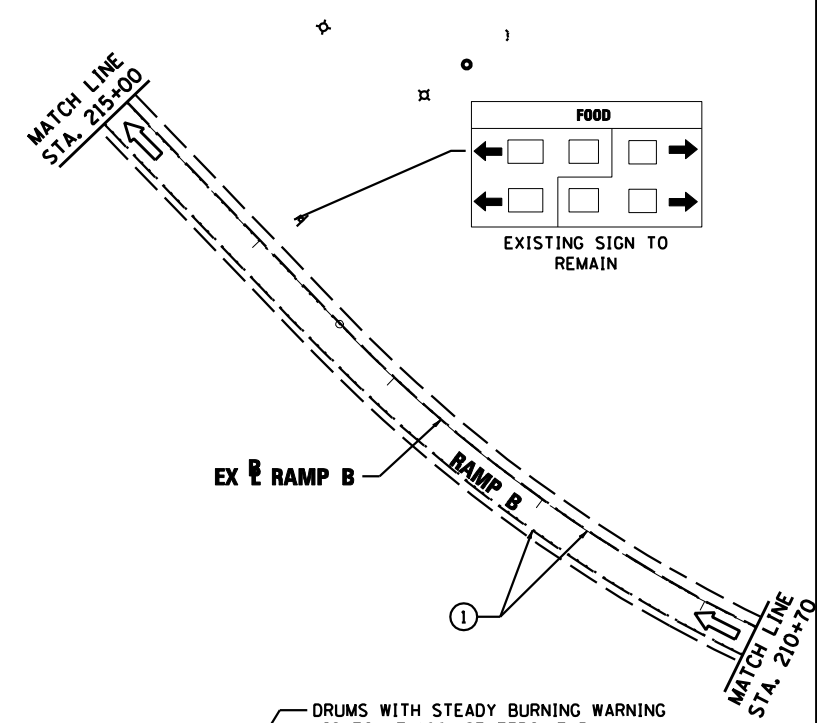 MATCH LINE
STA. 215+00
FOOD
EXISTING SIGN TO
REMAIN
EX BL RAMP B
RAMP B
1
MATCH LINE
STA. 210+70
DRUMS WITH STEADY BURNING WARNING